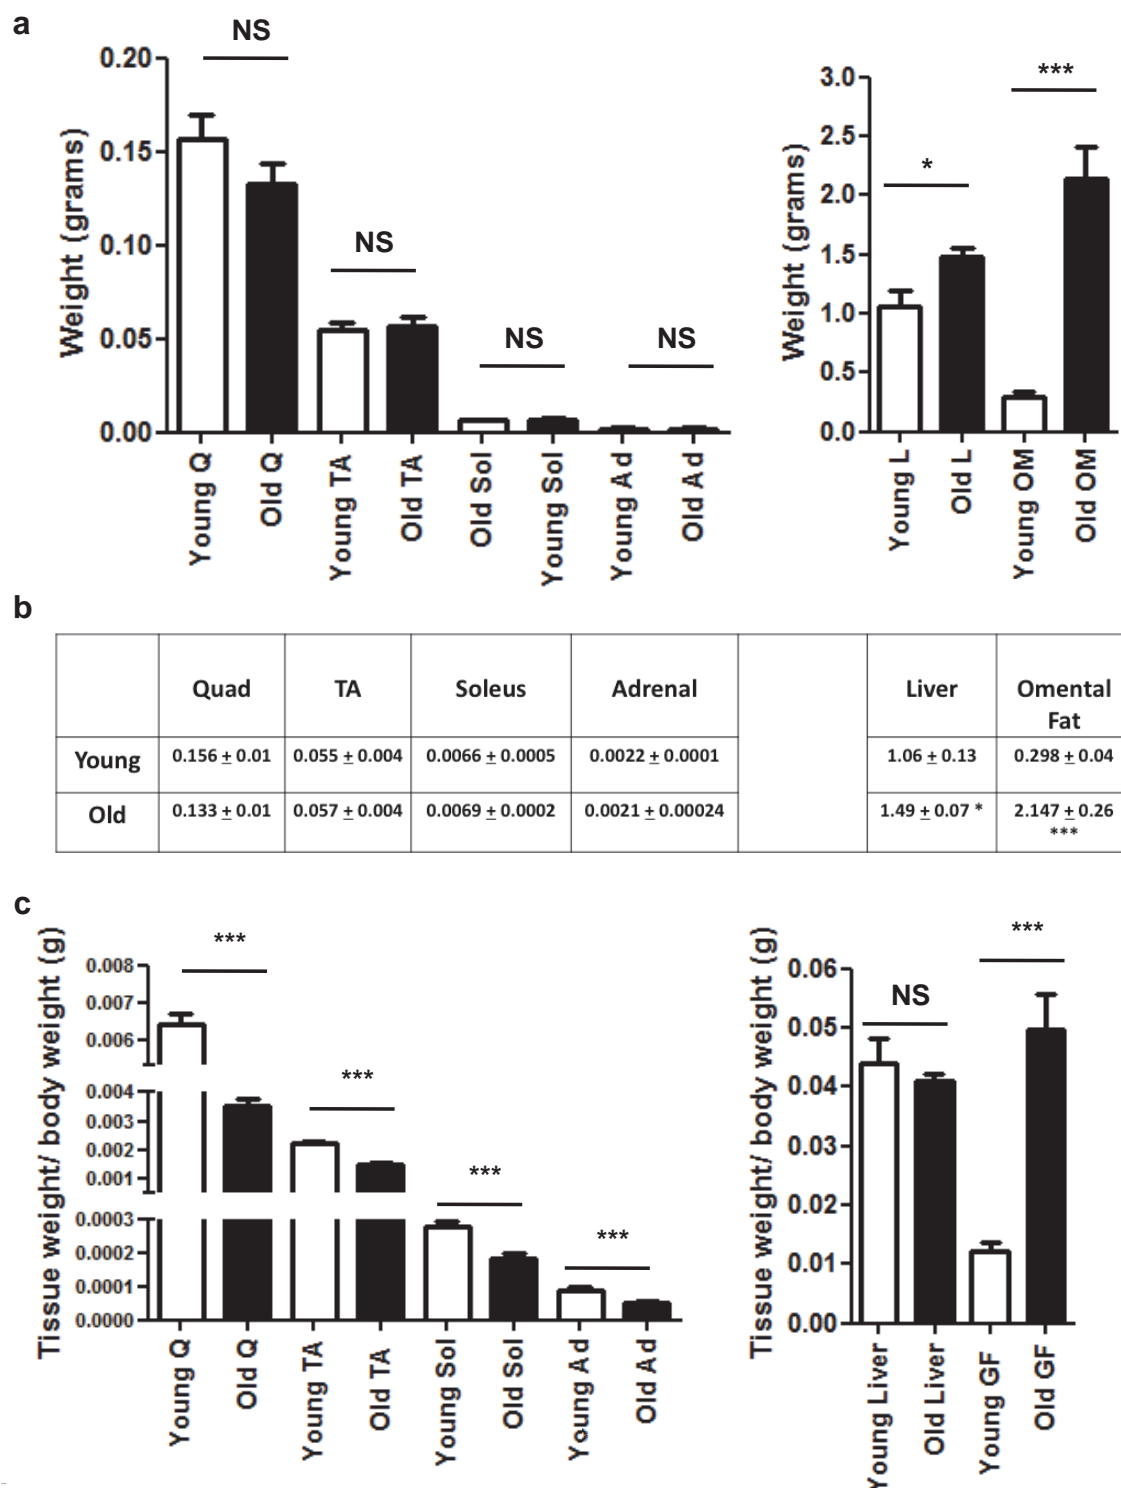 a
NS
NS
NS
NS
0.20
0.15
0.10
0.05
0.00
Weight (grams)
Young Q
Old Q
Young TA
Old TA
Old Sol
Young Sol
Young Ad
Old Ad
***
*
3.0
2.5
2.0
1.5
1.0
0.5
0.0
Weight (grams)
Young L
Old L
Young OM
Old OM
b
Quad TA Soleus Adrenal Liver Omental
Fat
Young 0.156 ± 0.01 0.055 ± 0.004 0.0066 ± 0.0005 0.0022 ± 0.0001 1.06 ± 0.13 0.298 ± 0.04
Old 0.133 ± 0.01 0.057 ± 0.004 0.0069 ± 0.0002 0.0021 ± 0.00024 1.49 ± 0.07 * 2.147 ± 0.26
***
c
***
***
***
***
0.008
0.007
0.006
0.004
0.003
0.002
0.001
0.0003
0.0002
0.0001
0.0000
Tissue weight/ body weight (g)
Young Q
Old Q
Young TA
Old TA
Young Sol
Old Sol
Young Ad
Old Ad
***
NS
0.06
0.05
0.04
0.03
0.02
0.01
0.00
Tissue weight/ body weight (g)
Young Liver
Old Liver
Young GF
Old GF